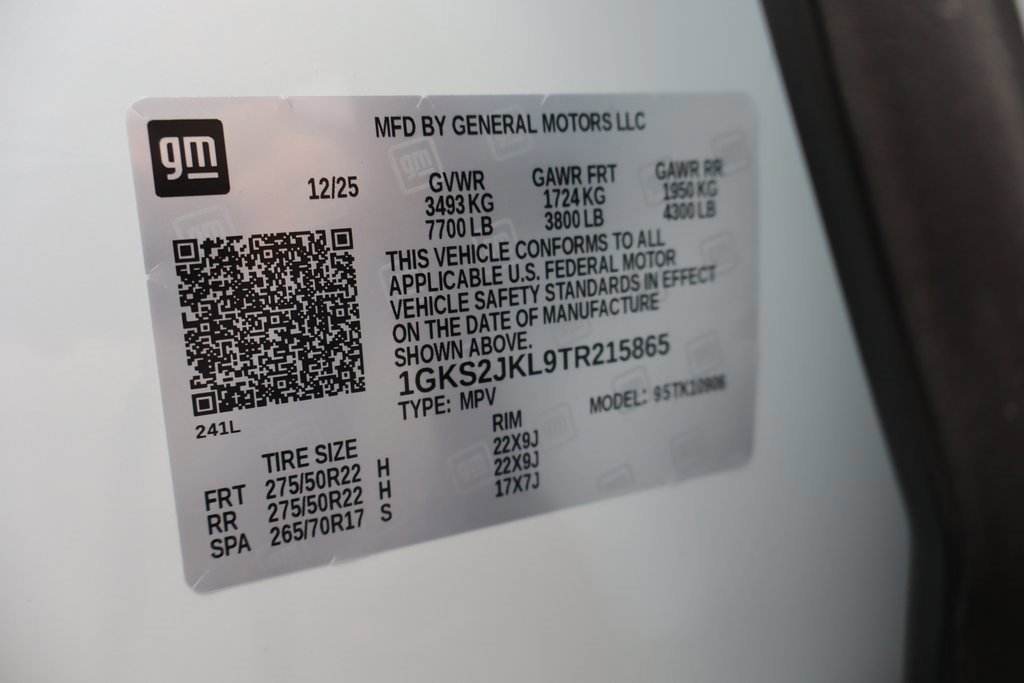 gm
MFD BY GENERAL MOTORS LLC
12/25
GVWR GAWR FRT GAWR RR
3493 KG 1724 KG 1950 KG
7700 LB 3800 LB 4300 LB
THIS VEHICLE CONFORMS TO ALL
APPLICABLE U.S. FEDERAL MOTOR
VEHICLE SAFETY STANDARDS IN EFFECT
ON THE DATE OF MANUFACTURE
SHOWN ABOVE.
1GKS2JKL9TR215865
TYPE: MPV MODEL: 95TK10906
241L
TIRE SIZE RIM
FRT 275/50R22 H 22X9J
RR 275/50R22 H 22X9J
SPA 265/70R17 S 17X7J